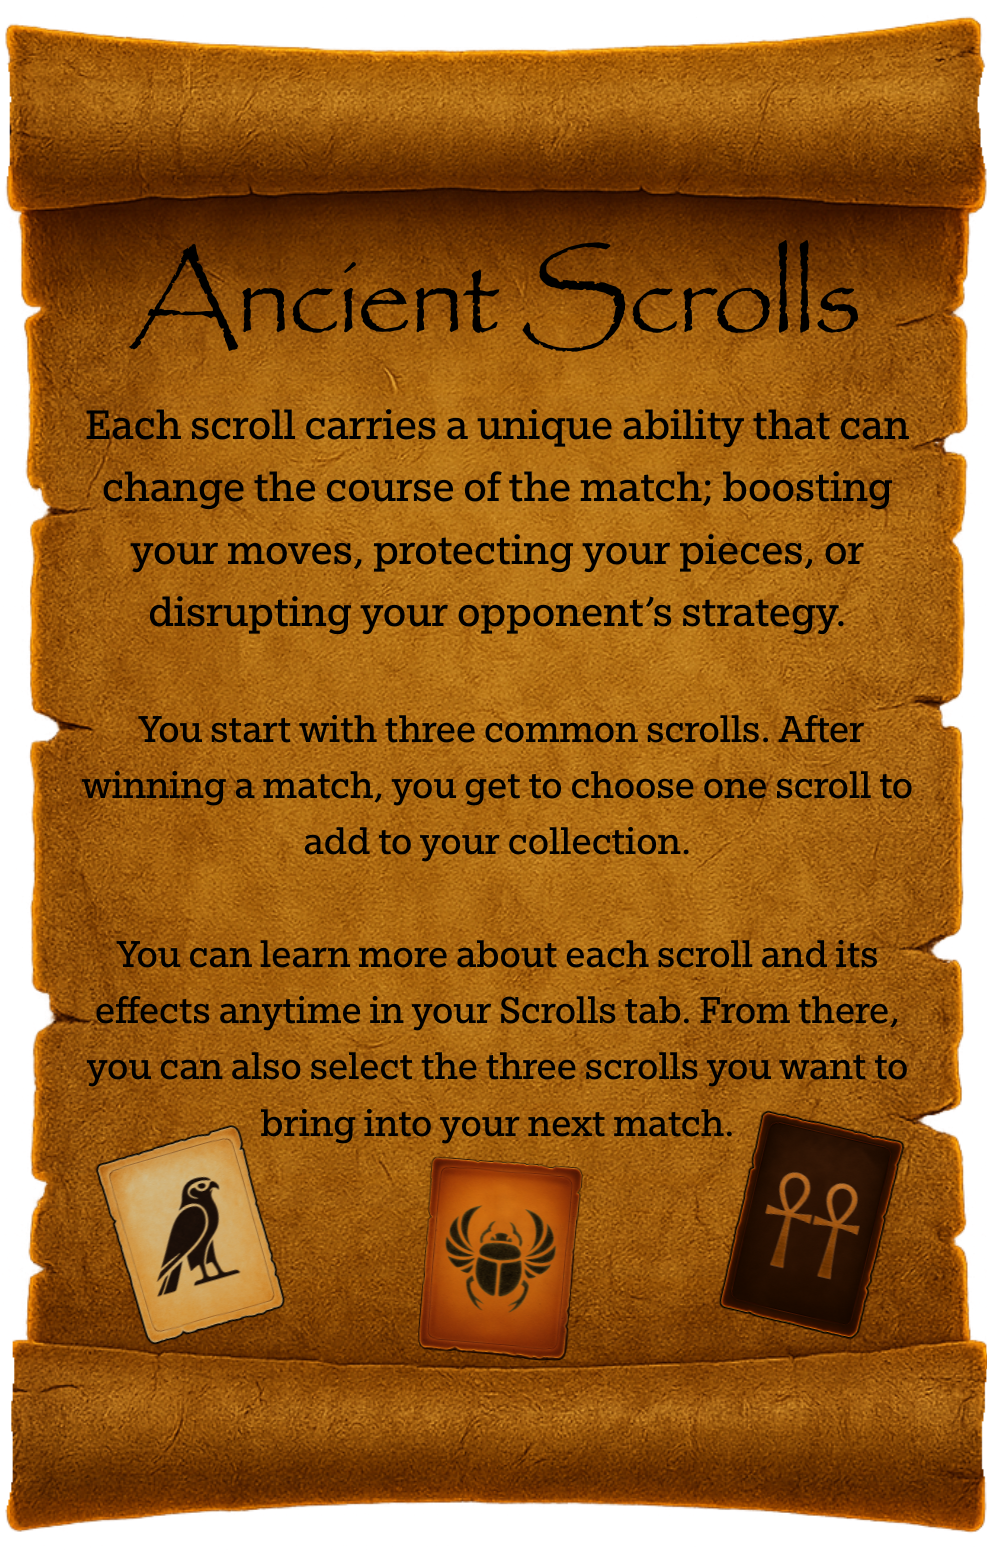 Ancient Scrolls
Each scroll carries a unique ability that can
change the course of the match; boosting
your moves, protecting your pieces, or
disrupting your opponent’s strategy.
You start with three common scrolls. After
winning a match, you get to choose one scroll to
add to your collection.
You can learn more about each scroll and its
effects anytime in your Scrolls tab. From there,
you can also select the three scrolls you want to
bring into your next match.